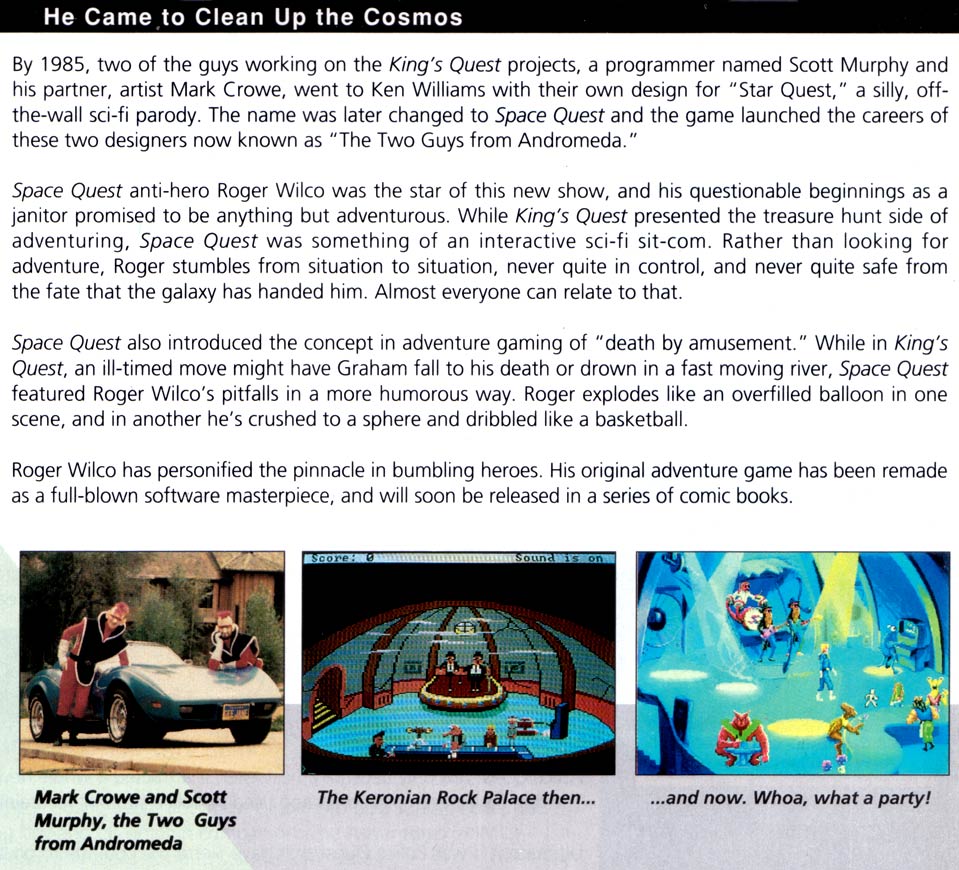 He Came to Clean Up the Cosmos
By 1985, two of the guys working on the King's Quest projects, a programmer named Scott Murphy and
his partner, artist Mark Crowe, went to Ken Williams with their own design for "Star Quest," a silly, off-
the-wall sci-fi parody. The name was later changed to Space Quest and the game launched the careers of
these two designers now known as "The Two Guys from Andromeda."
Space Quest anti-hero Roger Wilco was the star of this new show, and his questionable beginnings as a
janitor promised to be anything but adventurous. While King's Quest presented the treasure hunt side of
adventuring, Space Quest was something of an interactive sci-fi sit-com. Rather than looking for
adventure, Roger stumbles from situation to situation, never quite in control, and never quite safe from
the fate that the galaxy has handed him. Almost everyone can relate to that.
Space Quest also introduced the concept in adventure gaming of "death by amusement." While in King's
Quest, an ill-timed move might have Graham fall to his death or drown in a fast moving river, Space Quest
featured Roger Wilco's pitfalls in a more humorous way. Roger explodes like an overfilled balloon in one
scene, and in another he's crushed to a sphere and dribbled like a basketball.
Roger Wilco has personified the pinnacle in bumbling heroes. His original adventure game has been remade
as a full-blown software masterpiece, and will soon be released in a series of comic books.
Score: 0 Sound is on
Mark Crowe and Scott
Murphy, the Two Guys
from Andromeda
The Keronian Rock Palace then...
...and now. Whoa, what a party!